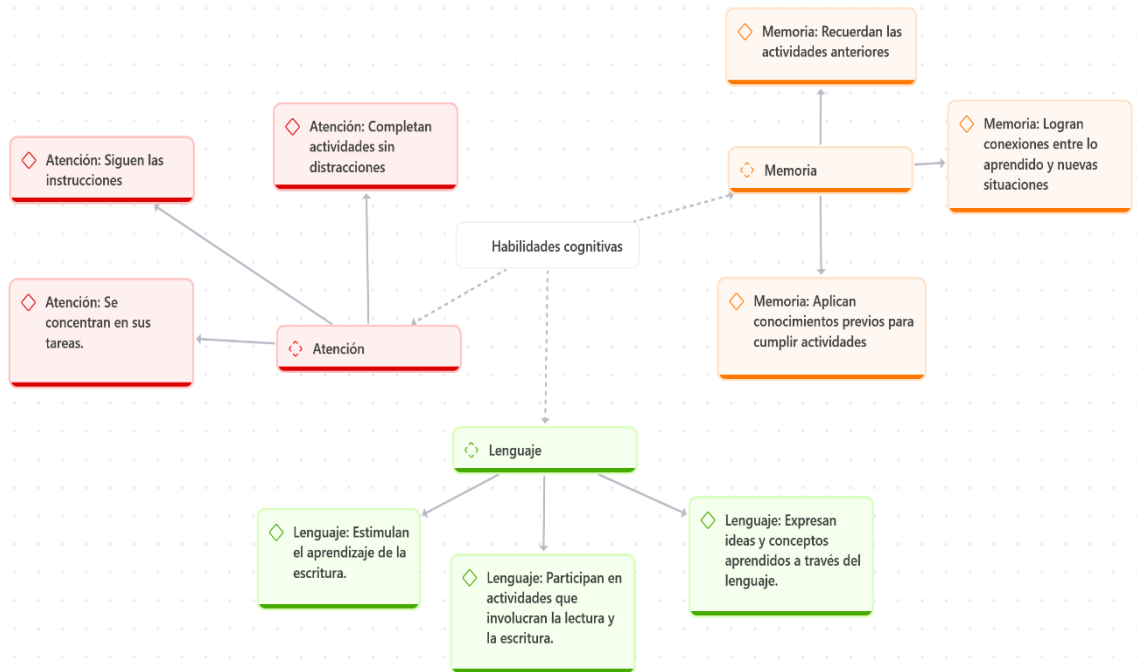 Memoria: Recuerdan las
actividades anteriores
Atención: Completan
actividades sin
distracciones
Memoria: Logran
conexiones entre lo
aprendido y nuevas
situaciones
Atención: Siguen las
instrucciones
Memoria
Habilidades cognitivas
Atención: Se
concentran en sus
tareas.
Memoria: Aplican
conocimientos previos para
cumplir actividades
Atención
Lenguaje
Lenguaje: Estimulan
el aprendizaje de la
escritura.
Lenguaje: Participan en
actividades que
involucran la lectura y
la escritura.
Lenguaje: Expresan
ideas y conceptos
aprendidos a través del
lenguaje.